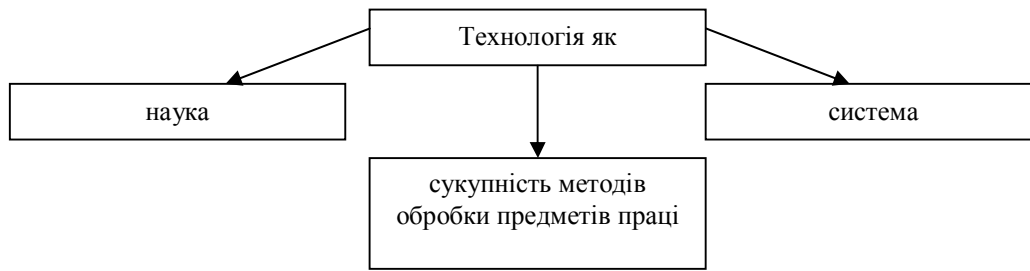 Технологія як
наука
система
сукупність методів
обробки предметів праці